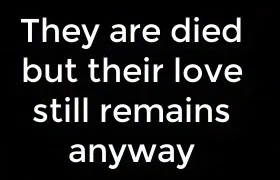 They are died
but their love
still remains
anyway